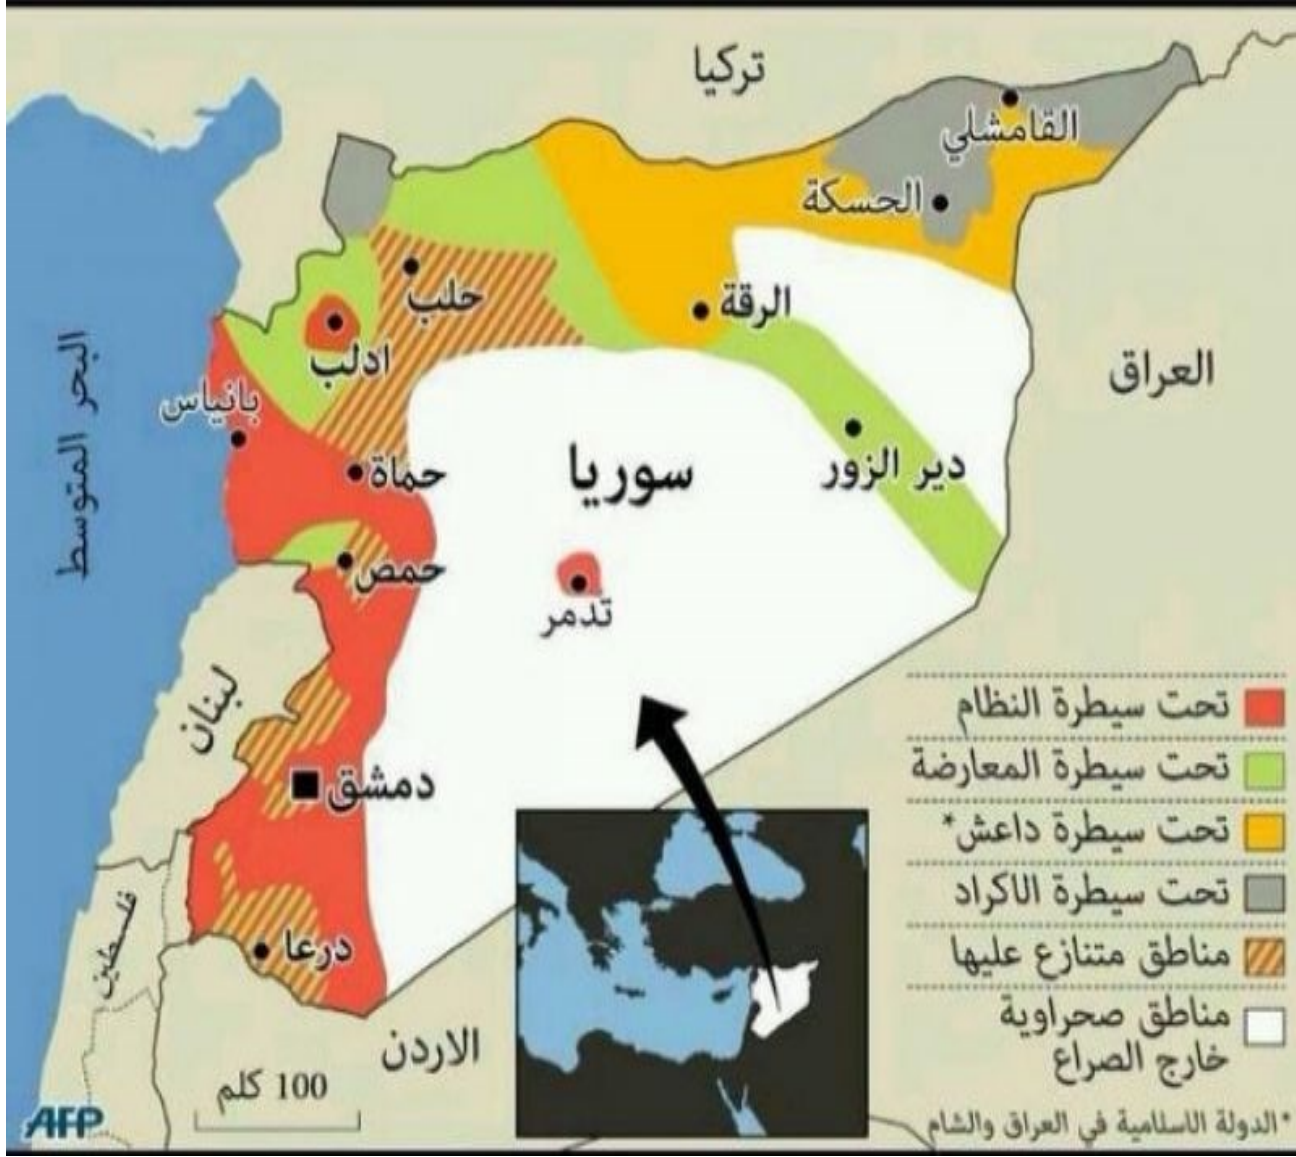 تركيا
القامشلي
الحسكة
حلب
الرقة
ادلب
العراق
البحر المتوسط
بانياس
حماة
سوريا
دير الزور
حمص
تدمر
لبنان
دمشق
فلسطين
درعا
الاردن
100 كلم
AFP
تحت سيطرة النظام
تحت سيطرة المعارضة
تحت سيطرة داعش*
تحت سيطرة الاكراد
مناطق متنازع عليها
مناطق صحراوية
خارج الصراع
*الدولة الاسلامية في العراق والشام